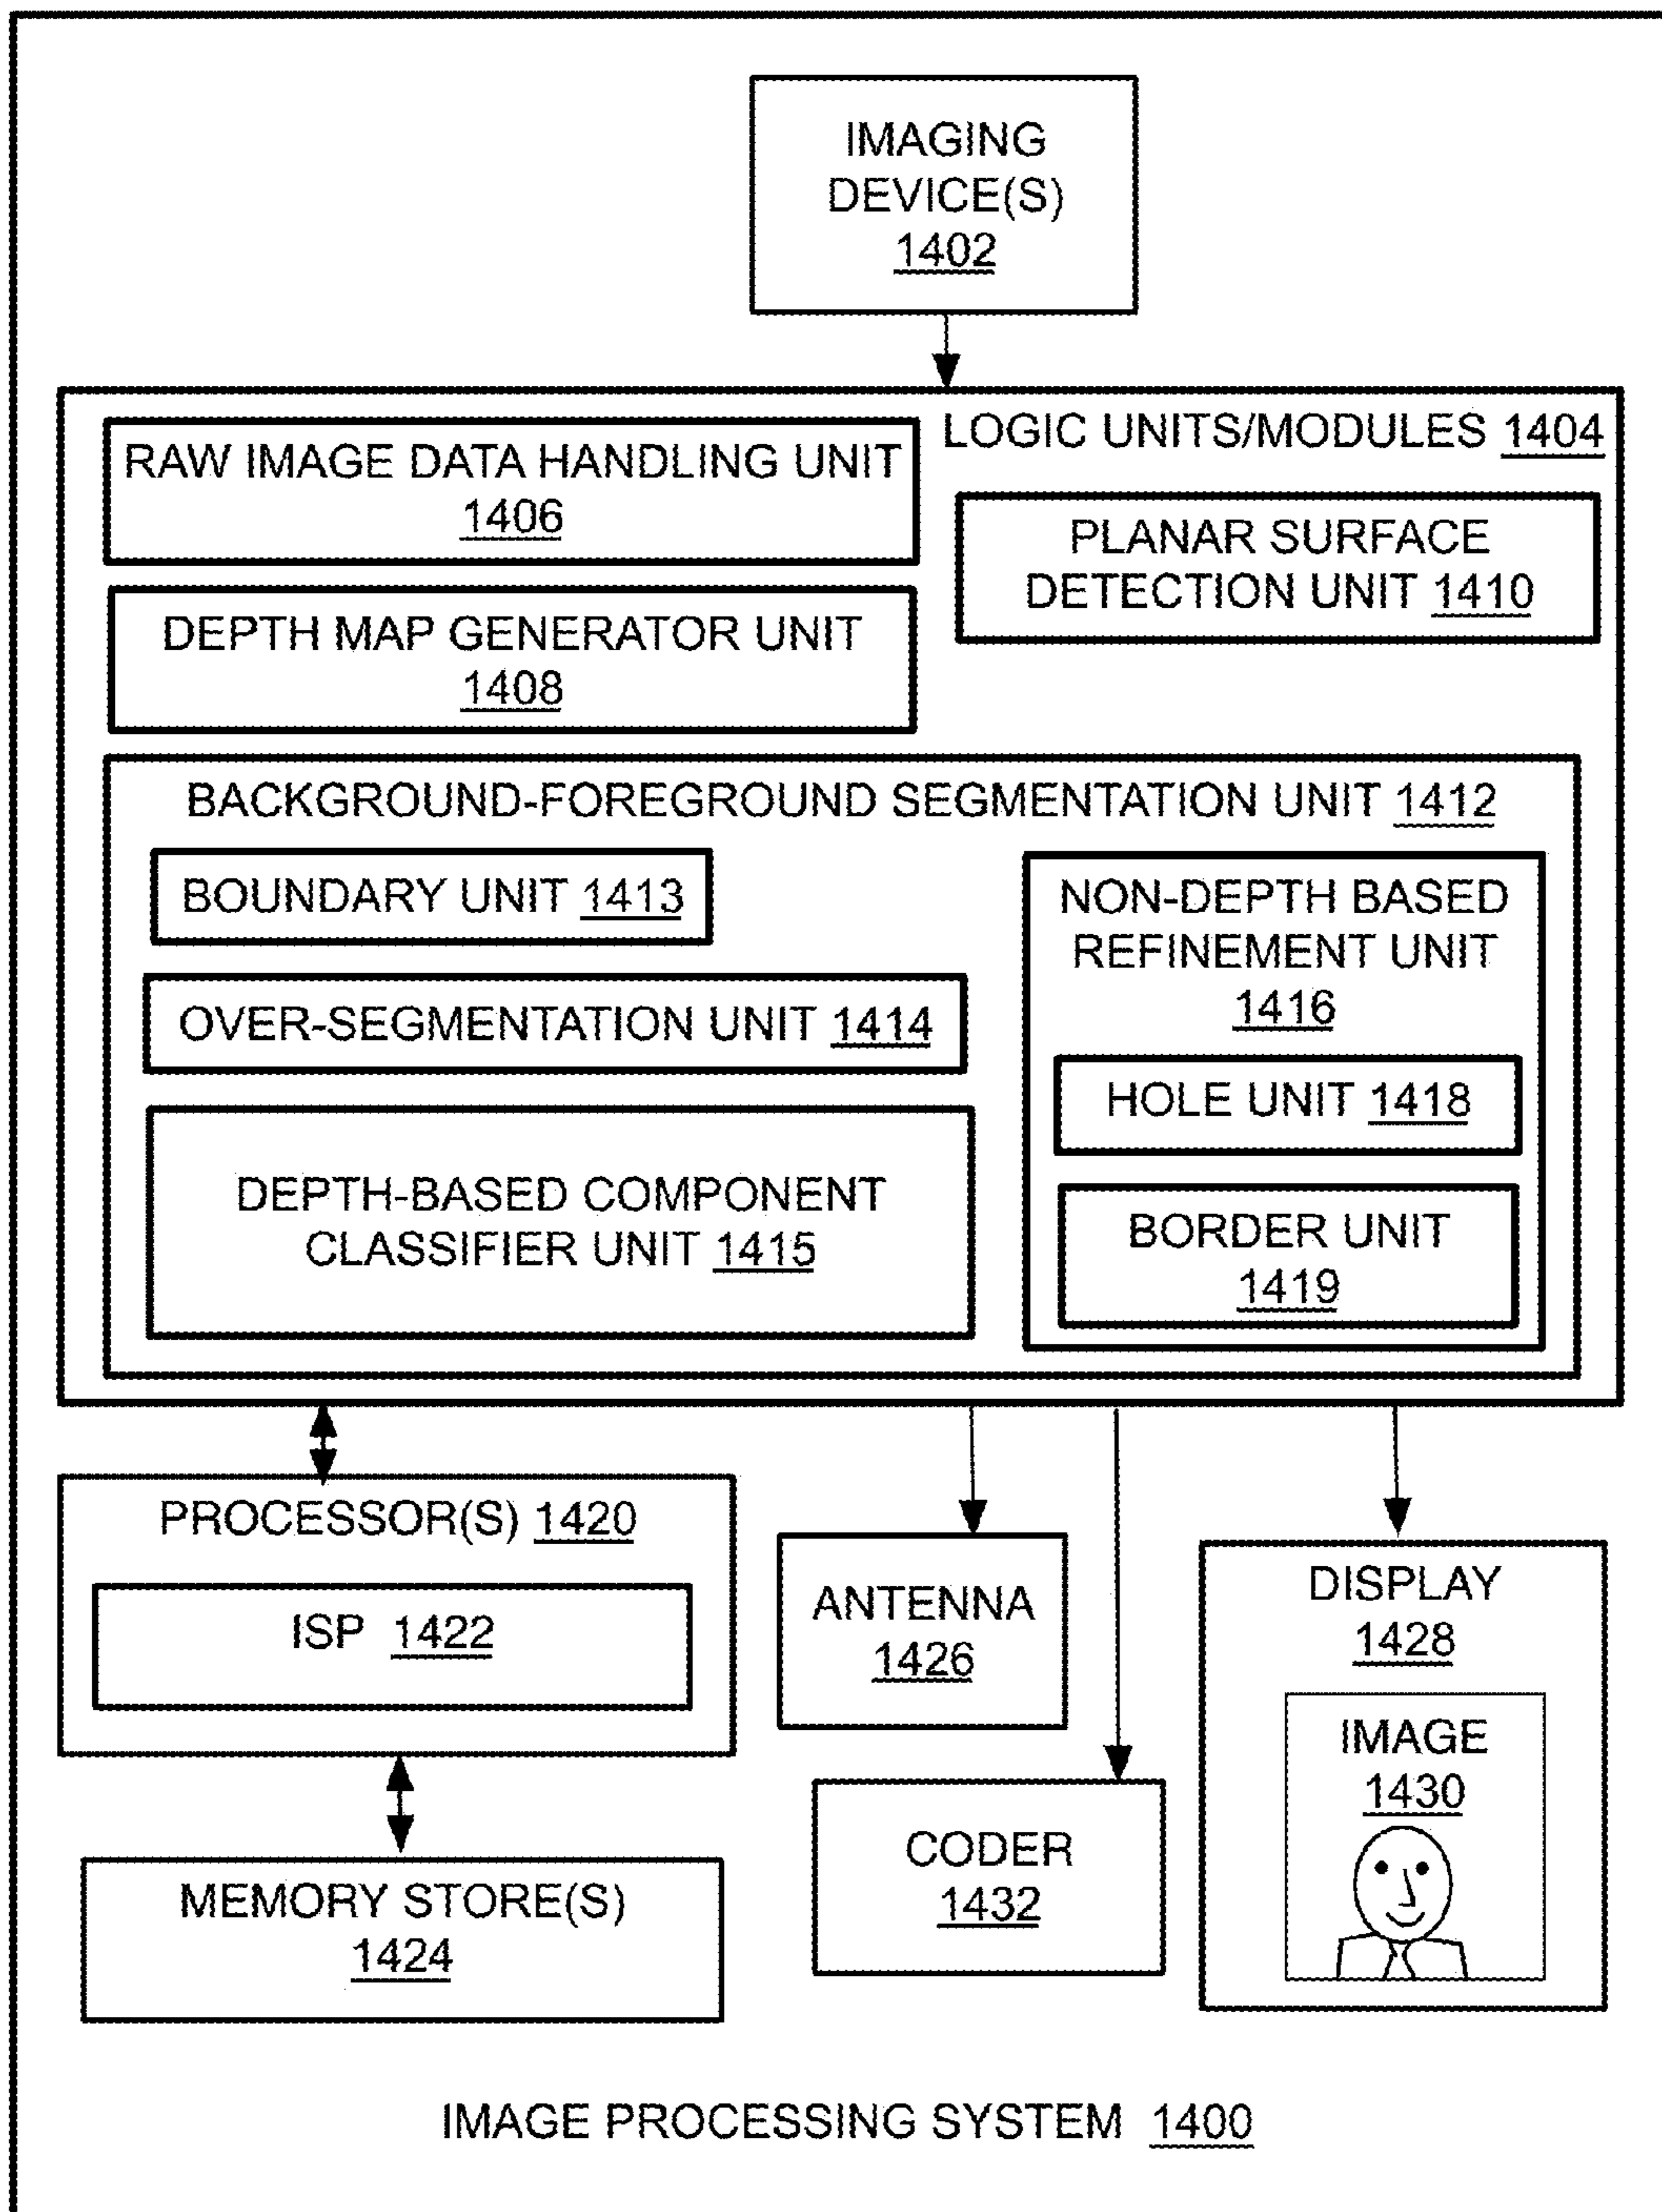 IMAGING
DEVICE(S)
1402
LOGIC UNITS/MODULES 1404
RAW IMAGE DATA HANDLING UNIT
1406
PLANAR SURFACE
DETECTION UNIT 1410
DEPTH MAP GENERATOR UNIT
1408
BACKGROUND-FOREGROUND SEGMENTATION UNIT 1412
BOUNDARY UNIT 1413
OVER-SEGMENTATION UNIT 1414
DEPTH-BASED COMPONENT
CLASSIFIER UNIT 1415
NON-DEPTH BASED
REFINEMENT UNIT
1416
HOLE UNIT 1418
BORDER UNIT
1419
PROCESSOR(S) 1420
ISP 1422
MEMORY STORE(S)
1424
ANTENNA
1426
CODER
1432
DISPLAY
1428
IMAGE
1430
IMAGE PROCESSING SYSTEM 1400